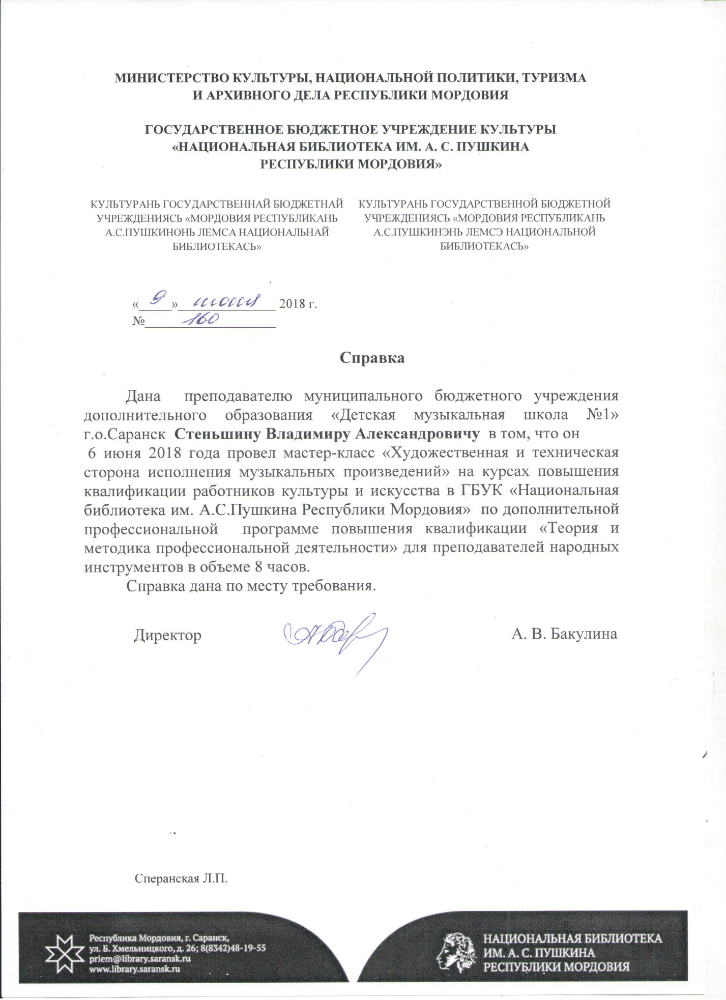 МИНИСТЕРСТВО КУЛЬТУРЫ, НАЦИОНАЛЬНОЙ ПОЛИТИКИ, ТУРИЗМА
И АРХИВНОГО ДЕЛА РЕСПУБЛИКИ МОРДОВИЯ
ГОСУДАРСТВЕННОЕ БЮДЖЕТНОЕ УЧРЕЖДЕНИЕ КУЛЬТУРЫ
«НАЦИОНАЛЬНАЯ БИБЛИОТЕКА ИМ. А. С. ПУШКИНА
РЕСПУБЛИКИ МОРДОВИЯ»
КУЛЬТУРАНЬ ГОСУДАРСТВЕННАЙ БЮДЖЕТНАЙ
УЧРЕЖДЕНИЯСЬ «МОРДОВИЯ РЕСПУБЛИКАНЬ
А.С.ПУШКИНОНЬ ЛЕМСА НАЦИОНАЛЬНАЙ
БИБЛИОТЕКАСЬ»
КУЛЬТУРАНЬ ГОСУДАРСТВЕННОЙ БЮДЖЕТНОЙ
УЧРЕЖДЕНИЯСЬ «МОРДОВИЯ РЕСПУБЛИКАНЬ
А.С.ПУШКИНЭНЬ ЛЕМСЭ НАЦИОНАЛЬНОЙ
БИБЛИОТЕКАСЬ»
«9» июня 2018 г.
№ 160
Справка
Дана преподавателю муниципального бюджетного учреждения
дополнительного образования «Детская музыкальная школа №1»
г.о.Саранск Стеньшину Владимиру Александровичу в том, что он
6 июня 2018 года провел мастер-класс «Художественная и техническая
сторона исполнения музыкальных произведений» на курсах повышения
квалификации работников культуры и искусства в ГБУК «Национальная
библиотека им. А.С.Пушкина Республики Мордовия» по дополнительной
профессиональной программе повышения квалификации «Теория и
методика профессиональной деятельности» для преподавателей народных
инструментов в объеме 8 часов.
Справка дана по месту требования.
Директор А. В. Бакулина
Сперанская Л.П.
Республика Мордовия, г. Саранск,
ул. Б. Хмельницкого, д. 26; 8(8342)48-19-55
priem@library.saransk.ru
www.library.saransk.ru
НАЦИОНАЛЬНАЯ БИБЛИОТЕКА
ИМ. А. С. ПУШКИНА
РЕСПУБЛИКИ МОРДОВИЯ